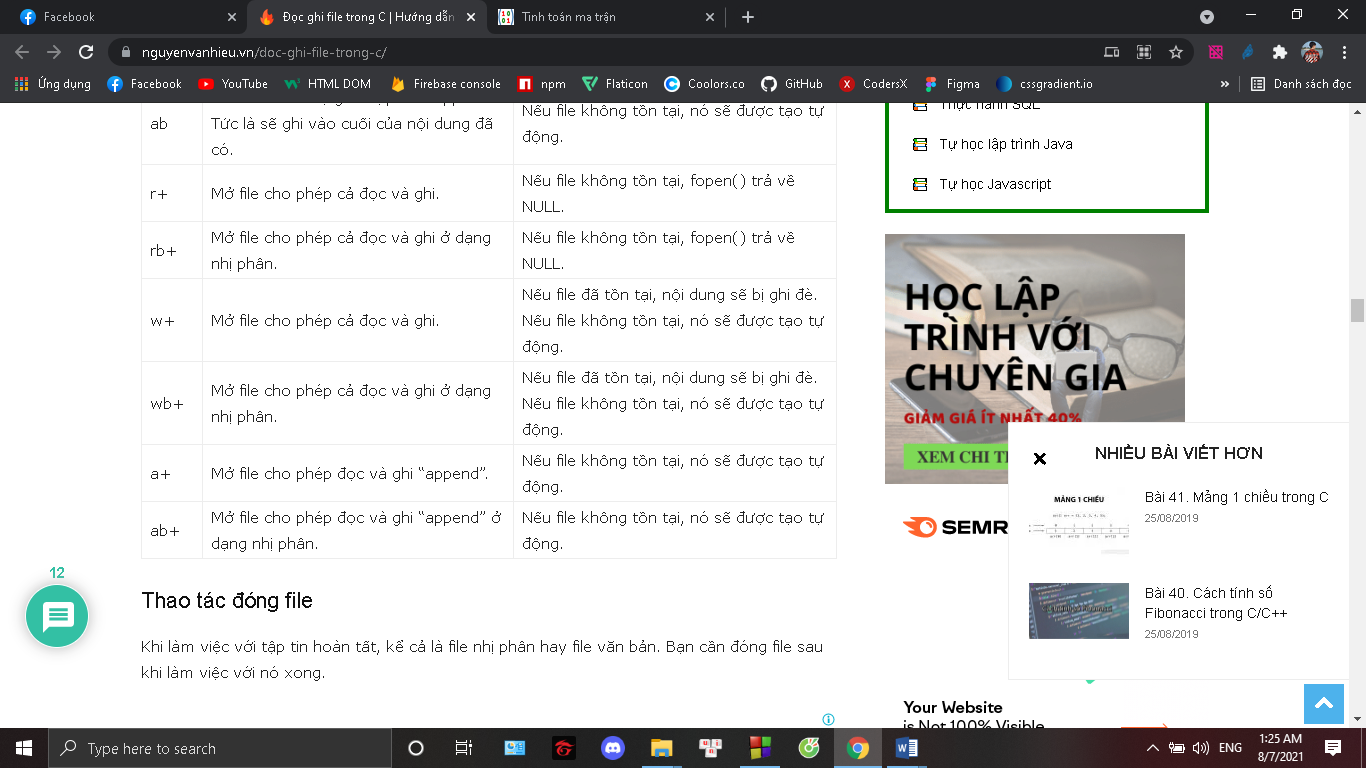 Facebook
Đọc ghi file trong C | Hướng dẫn
Tính toán ma trận
nguyenvanhieu.vn/doc-ghi-file-trong-c/
Ứng dụng
Facebook
YouTube
HTML DOM
Firebase console
npm
Flaticon
Coolors.co
GitHub
CodersX
Figma
cssgradient.io
»
Danh sách đọc
ab
Tức là sẽ ghi vào cuối của nội dung đã
có.
Nếu file không tồn tại, nó sẽ được tạo tự
động.
r+
Mở file cho phép cả đọc và ghi.
Nếu file không tồn tại, fopen() trả về
NULL.
rb+
Mở file cho phép cả đọc và ghi ở dạng
nhị phân.
Nếu file không tồn tại, fopen() trả về
NULL.
w+
Mở file cho phép cả đọc và ghi.
Nếu file đã tồn tại, nội dung sẽ bị ghi đè.
Nếu file không tồn tại, nó sẽ được tạo tự
động.
wb+
Mở file cho phép cả đọc và ghi ở dạng
nhị phân.
Nếu file đã tồn tại, nội dung sẽ bị ghi đè.
Nếu file không tồn tại, nó sẽ được tạo tự
động.
a+
Mở file cho phép đọc và ghi “append”.
Nếu file không tồn tại, nó sẽ được tạo tự
động.
ab+
Mở file cho phép đọc và ghi “append” ở
dạng nhị phân.
Nếu file không tồn tại, nó sẽ được tạo tự
động.
12
Thao tác đóng file
Khi làm việc với tập tin hoàn tất, kể cả là file nhị phân hay file văn bản. Bạn cần đóng file sau
khi làm việc với nó xong.
Thực hành SQL
Tự học lập trình Java
Tự học Javascript
HỌC LẬP
TRÌNH VỚI
CHUYÊN GIA
GIẢM GIÁ ÍT NHẤT 40%
XEM CHI T
SEMR
NHIỀU BÀI VIẾT HƠN
MẢNG 1 CHIỀU
Bài 41. Mảng 1 chiều trong C
25/08/2019
Bài 40. Cách tính số
Fibonacci trong C/C++
25/08/2019
Your Website
is Not 100% Visible
Type here to search
ENG
1:25 AM
8/7/2021